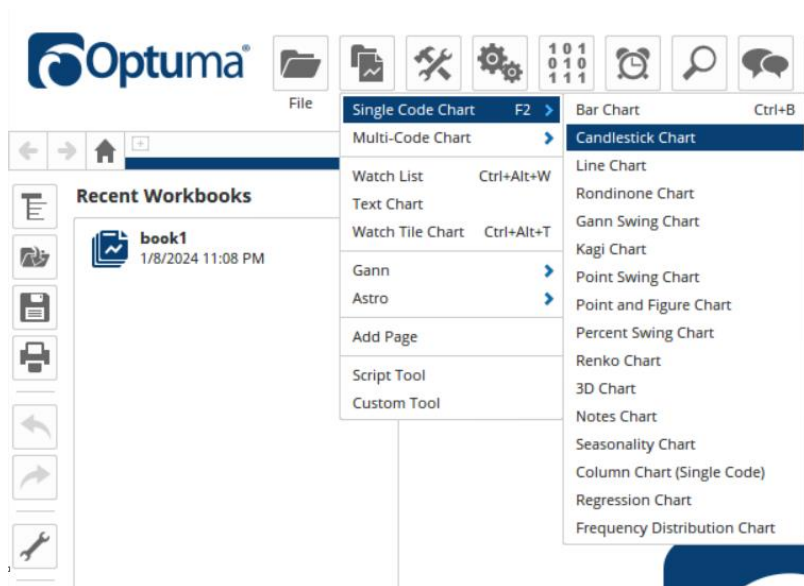 Optuma®
1 0 1
0 1 0
1 1 1
File
Single Code Chart F2
Multi-Code Chart
Watch List Ctrl+Alt+W
Text Chart
Watch Tile Chart Ctrl+Alt+T
Gann
Astro
Add Page
Script Tool
Custom Tool
Bar Chart Ctrl+B
Candlestick Chart
Line Chart
Rondinone Chart
Gann Swing Chart
Kagi Chart
Point Swing Chart
Point and Figure Chart
Percent Swing Chart
Renko Chart
3D Chart
Notes Chart
Seasonality Chart
Column Chart (Single Code)
Regression Chart
Frequency Distribution Chart
Recent Workbooks
book1
1/8/2024 11:08 PM